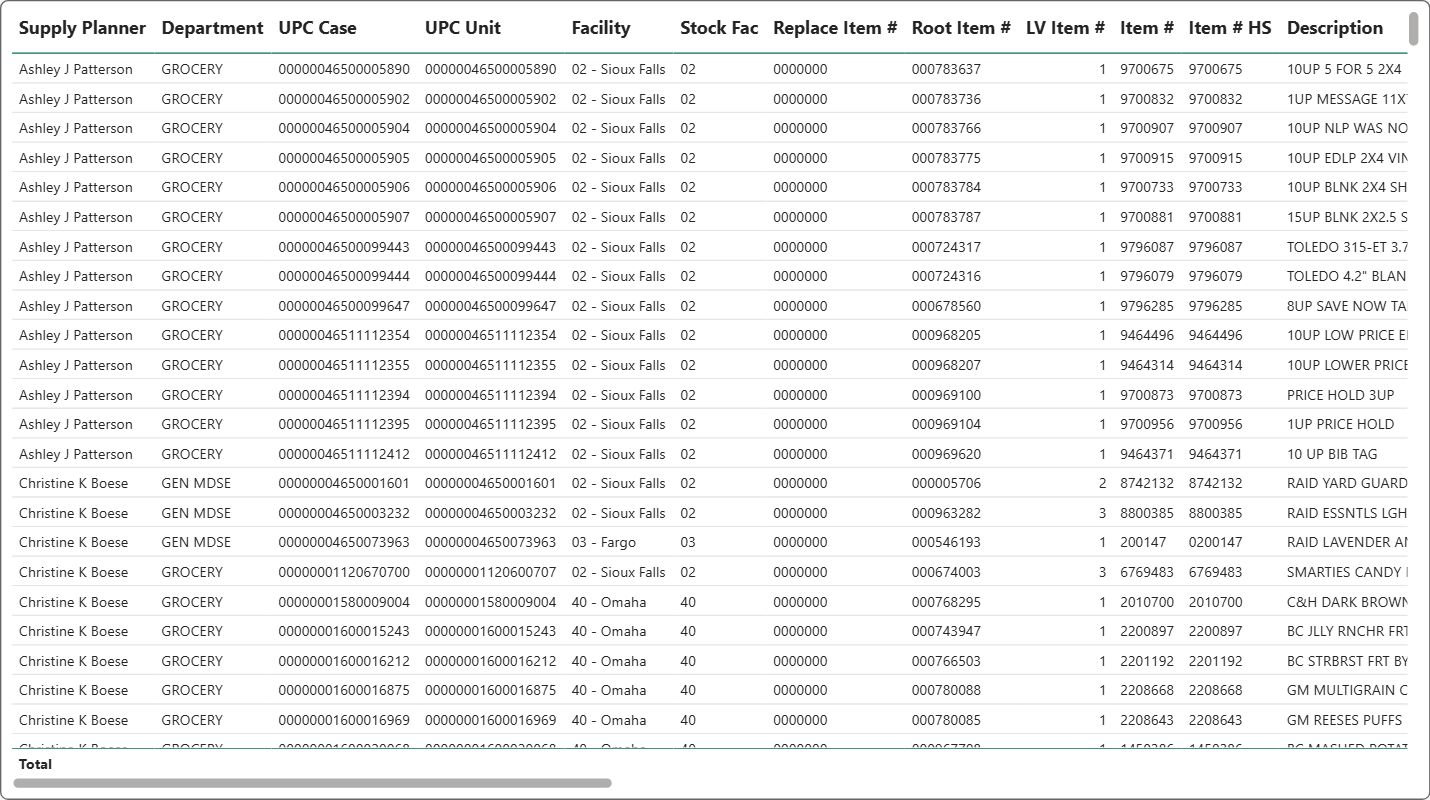 Supply Planner Department UPC Case UPC Unit Facility Stock Fac Replace Item # Root Item # LV Item # Item # Item # HS Description
Ashley J Patterson GROCERY 00000046500005890 00000046500005890 02 - Sioux Falls 02 0000000 000783637 1 9700675 9700675 10UP 5 FOR 5 2X4
Ashley J Patterson GROCERY 00000046500005902 00000046500005902 02 - Sioux Falls 02 0000000 000783736 1 9700832 9700832 1UP MESSAGE 11X
Ashley J Patterson GROCERY 00000046500005904 00000046500005904 02 - Sioux Falls 02 0000000 000783766 1 9700907 9700907 10UP NLP WAS NO
Ashley J Patterson GROCERY 00000046500005905 00000046500005905 02 - Sioux Falls 02 0000000 000783775 1 9700915 9700915 10UP EDLP 2X4 VIN
Ashley J Patterson GROCERY 00000046500005906 00000046500005906 02 - Sioux Falls 02 0000000 000783784 1 9700733 9700733 10UP BLNK 2X4 SH
Ashley J Patterson GROCERY 00000046500005907 00000046500005907 02 - Sioux Falls 02 0000000 000783787 1 9700881 9700881 15UP BLNK 2X2.5 S
Ashley J Patterson GROCERY 00000046500099443 00000046500099443 02 - Sioux Falls 02 0000000 000724317 1 9796087 9796087 TOLEDO 315-ET 3.7
Ashley J Patterson GROCERY 00000046500099444 00000046500099444 02 - Sioux Falls 02 0000000 000724316 1 9796079 9796079 TOLEDO 4.2" BLAN
Ashley J Patterson GROCERY 00000046500099647 00000046500099647 02 - Sioux Falls 02 0000000 000678560 1 9796285 9796285 8UP SAVE NOW TA
Ashley J Patterson GROCERY 00000046511112354 00000046511112354 02 - Sioux Falls 02 0000000 000968205 1 9464496 9464496 10UP LOW PRICE E
Ashley J Patterson GROCERY 00000046511112355 00000046511112355 02 - Sioux Falls 02 0000000 000968207 1 9464314 9464314 10UP LOWER PRICE
Ashley J Patterson GROCERY 00000046511112394 00000046511112394 02 - Sioux Falls 02 0000000 000969100 1 9700873 9700873 PRICE HOLD 3UP
Ashley J Patterson GROCERY 00000046511112395 00000046511112395 02 - Sioux Falls 02 0000000 000969104 1 9700956 9700956 1UP PRICE HOLD
Ashley J Patterson GROCERY 00000046511112412 00000046511112412 02 - Sioux Falls 02 0000000 000969620 1 9464371 9464371 10 UP BIB TAG
Christine K Boese GEN MDSE 00000004650001601 00000004650001601 02 - Sioux Falls 02 0000000 000005706 2 8742132 8742132 RAID YARD GUARD
Christine K Boese GEN MDSE 00000004650003232 00000004650003232 02 - Sioux Falls 02 0000000 000963282 3 8800385 8800385 RAID ESSNTLS LGH
Christine K Boese GEN MDSE 00000004650073963 00000004650073963 03 - Fargo 03 0000000 000546193 1 200147 0200147 RAID LAVENDER AN
Christine K Boese GROCERY 00000001120670700 00000001120600707 02 - Sioux Falls 02 0000000 000674003 3 6769483 6769483 SMARTIES CANDY
Christine K Boese GROCERY 00000001580009004 00000001580009004 40 - Omaha 40 0000000 000768295 1 2010700 2010700 C&H DARK BROWN
Christine K Boese GROCERY 00000001600015243 00000001600015243 40 - Omaha 40 0000000 000743947 1 2200897 2200897 BC JLLY RNCHR FRT
Christine K Boese GROCERY 00000001600016212 00000001600016212 40 - Omaha 40 0000000 000766503 1 2201192 2201192 BC STRBRST FRT BY
Christine K Boese GROCERY 00000001600016875 00000001600016875 40 - Omaha 40 0000000 000780088 1 2208668 2208668 GM MULTIGRAIN C
Christine K Boese GROCERY 00000001600016969 00000001600016969 40 - Omaha 40 0000000 000780085 1 2208643 2208643 GM REESES PUFFS
Total